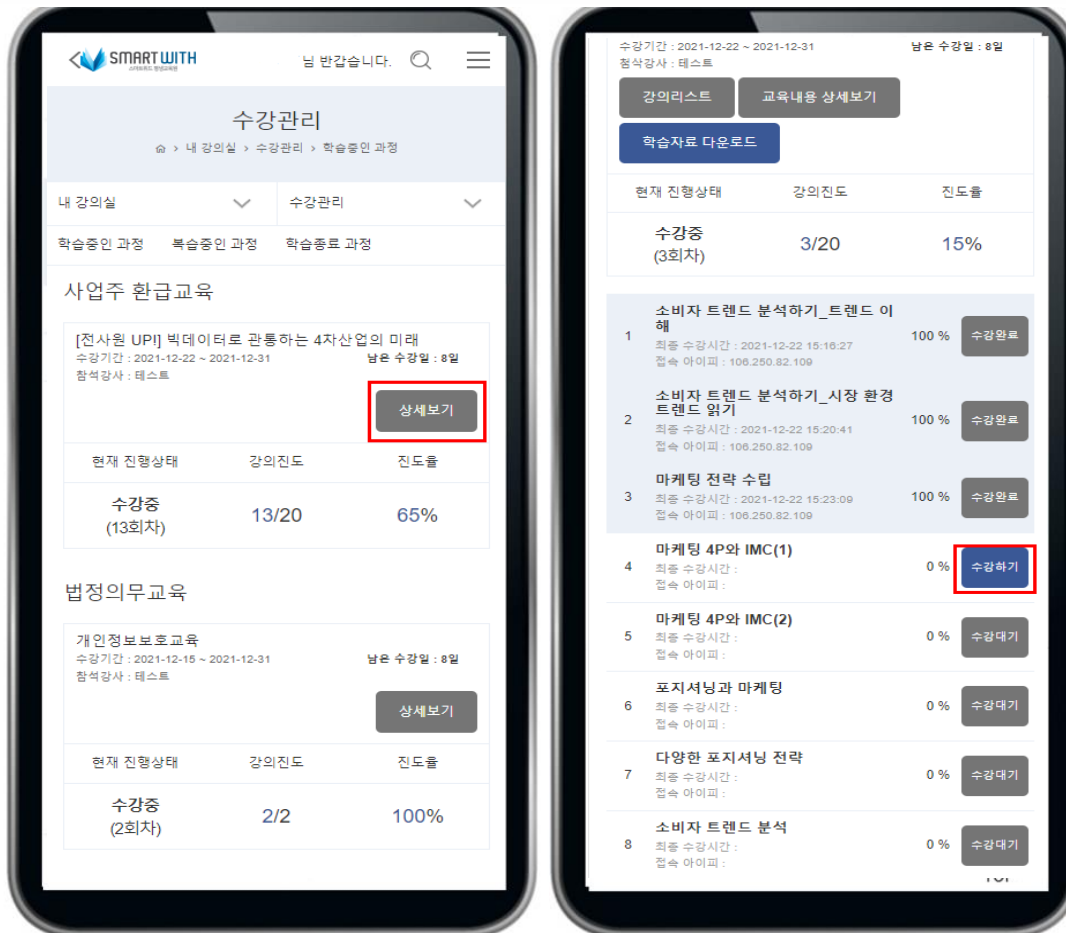 SMART WITH
스마트위드 평생교육원
님 반갑습니다.
수강관리
> 내 강의실 > 수강관리 > 학습중인 과정
내 강의실
수강관리
학습중인 과정 복습중인 과정 학습종료 과정
사업주 환급교육
[전사원 UP!] 빅데이터로 관통하는 4차산업의 미래
수강기간 : 2021-12-22 ~ 2021-12-31 남은 수강일 : 8일
참석강사 : 테스트
상세보기
현재 진행상태 강의진도 진도율
수강중
(13회차)
13/20
65%
법정의무교육
개인정보보호교육
수강기간 : 2021-12-15 ~ 2021-12-31 남은 수강일 : 8일
참석강사 : 테스트
상세보기
현재 진행상태 강의진도 진도율
수강중
(2회차)
2/2
100%
수강기간 : 2021-12-22 ~ 2021-12-31 남은 수강일 : 8일
첨삭강사 : 테스트
강의리스트 교육내용 상세보기
학습자료 다운로드
현재 진행상태 강의진도 진도율
수강중
(3회차)
3/20
15%
소비자 트렌드 분석하기_트렌드 이
해
1 100 % 수강완료
최종 수강시간 : 2021-12-22 15:16:27
접속 아이피 : 106.250.82.109
소비자 트렌드 분석하기_시장 환경
트렌드 읽기
2 100 % 수강완료
최종 수강시간 : 2021-12-22 15:20:41
접속 아이피 : 106.250.82.109
마케팅 전략 수립
3 최종 수강시간 : 2021-12-22 15:23:09 100 % 수강완료
접속 아이피 : 106.250.82.109
마케팅 4P와 IMC(1)
4 최종 수강시간 : 0 % 수강하기
접속 아이피 :
마케팅 4P와 IMC(2)
5 최종 수강시간 : 0 % 수강대기
접속 아이피 :
포지셔닝과 마케팅
6 최종 수강시간 : 0 % 수강대기
접속 아이피 :
다양한 포지셔닝 전략
7 최종 수강시간 : 0 % 수강대기
접속 아이피 :
소비자 트렌드 분석
8 최종 수강시간 : 0 % 수강대기
접속 아이피 :